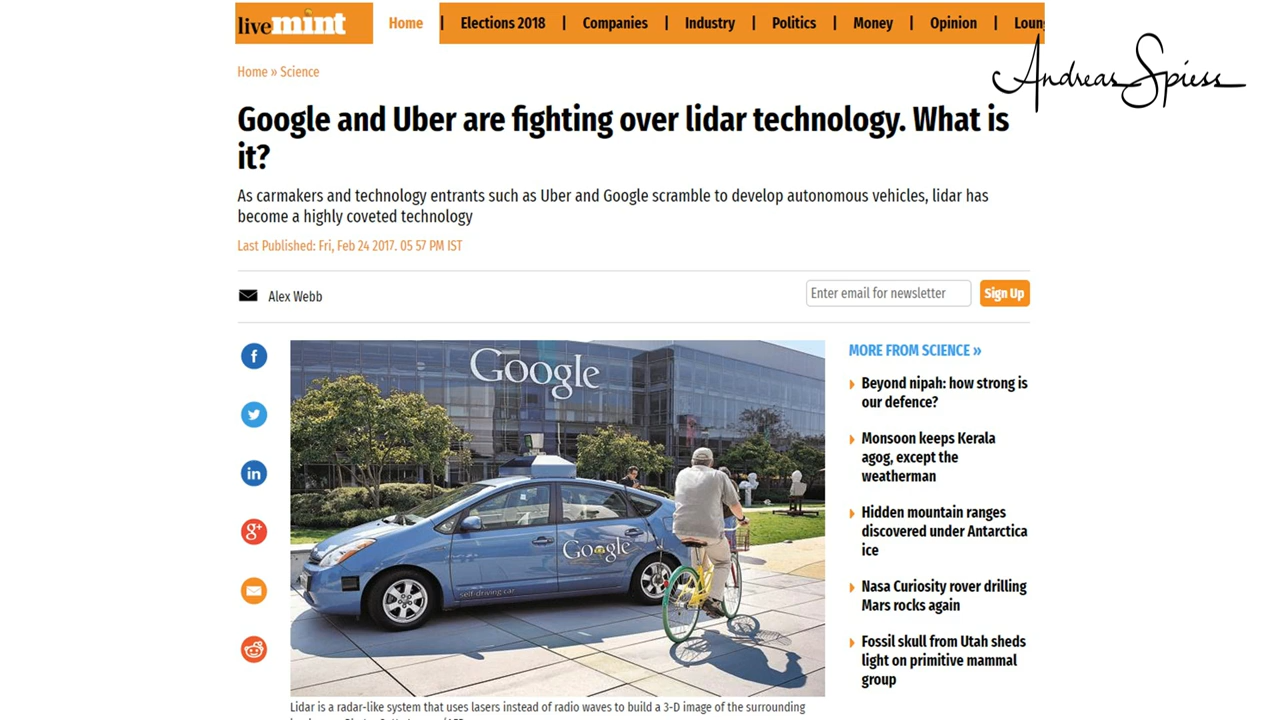 livemint
Home | Elections 2018 | Companies | Industry | Politics | Money | Opinion |
Andreas Spiess
Home » Science
Google and Uber are fighting over lidar technology. What is
it?
As carmakers and technology entrants such as Uber and Google scramble to develop autonomous vehicles, lidar has
become a highly coveted technology
Last Published: Fri, Feb 24 2017. 05 57 PM IST
Alex Webb
Enter email for newsletter
Sign Up
f
in
g+
Google
Google
self-driving car
MORE FROM SCIENCE »
Beyond nipah: how strong is
our defence?
Monsoon keeps Kerala
agog, except the
weatherman
Hidden mountain ranges
discovered under Antarctica
ice
Nasa Curiosity rover drilling
Mars rocks again
Fossil skull from Utah sheds
light on primitive mammal
group
Lidar is a radar-like system that uses lasers instead of radio waves to build a 3-D image of the surrounding